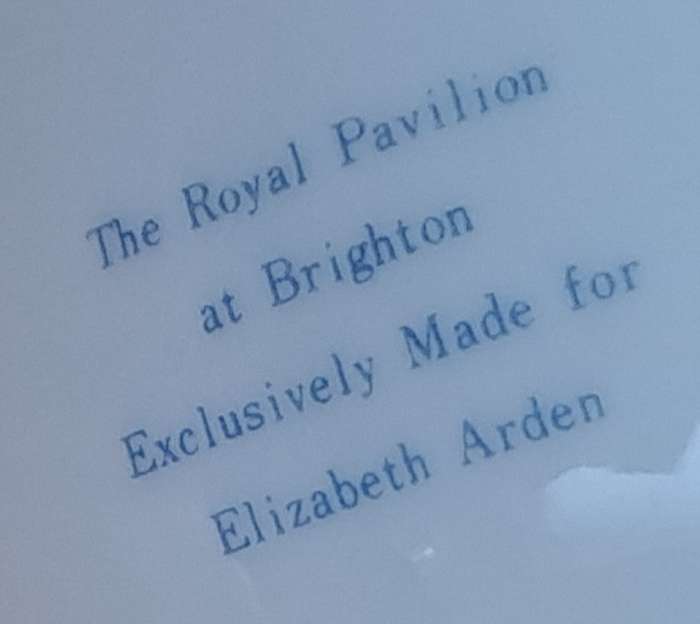 The Royal Pavilion
at Brighton
Exclusively Made for
Elizabeth Arden